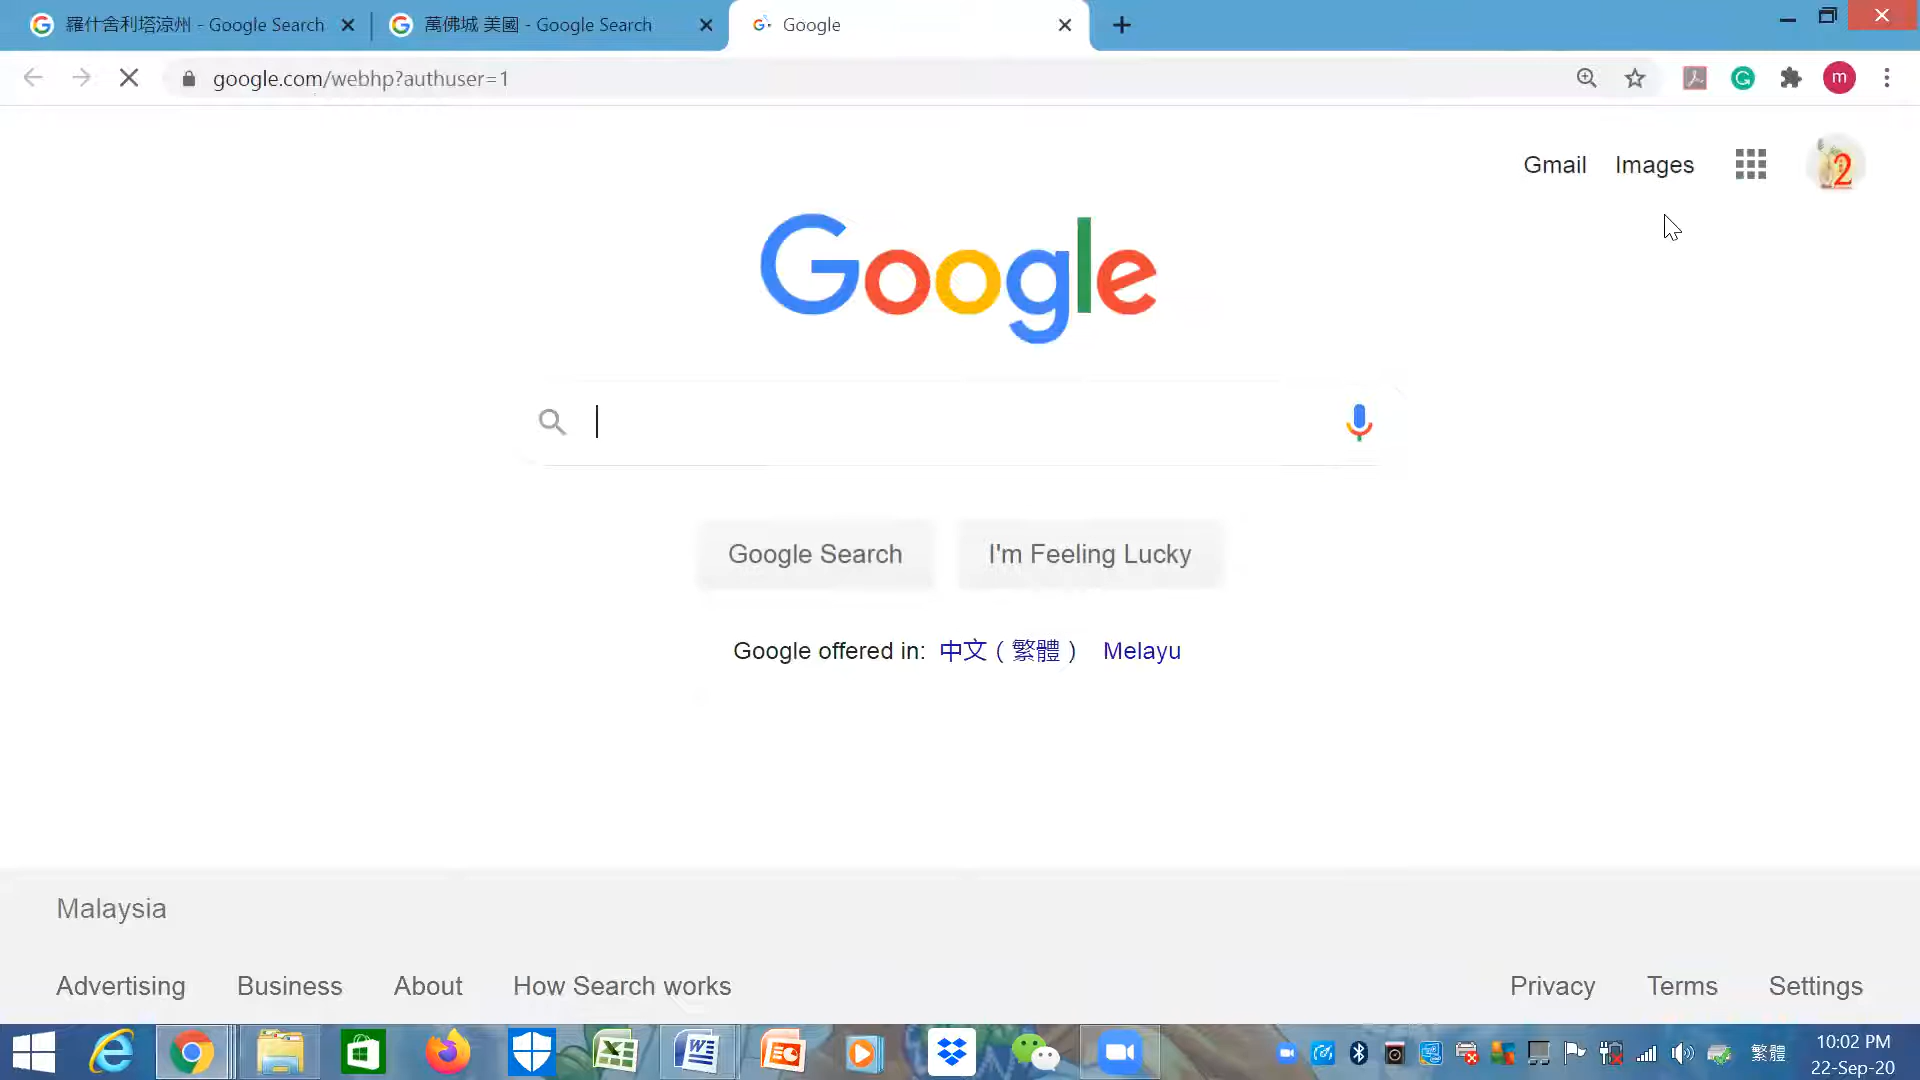 羅什舍利塔涼州 - Google Search
萬佛城 美國 - Google Search
Google
google.com/webhp?authuser=1
m
Gmail
Images
2
Google
Google Search
I'm Feeling Lucky
Google offered in: 中文（繁體） Melayu
Malaysia
Advertising
Business
About
How Search works
Privacy
Terms
Settings
繁體
10:02 PM
22-Sep-20